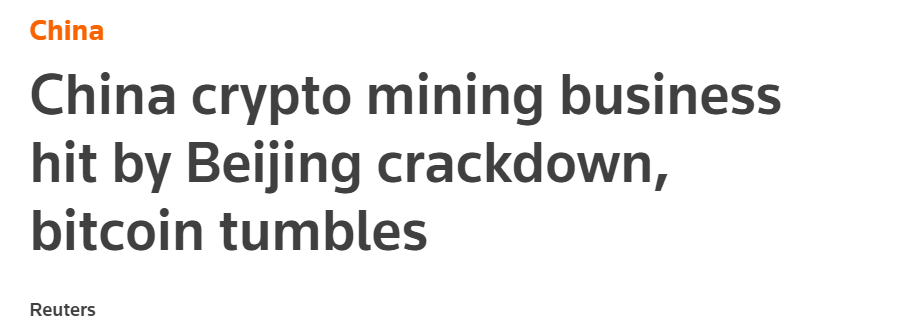 China
China crypto mining business
hit by Beijing crackdown,
bitcoin tumbles
Reuters